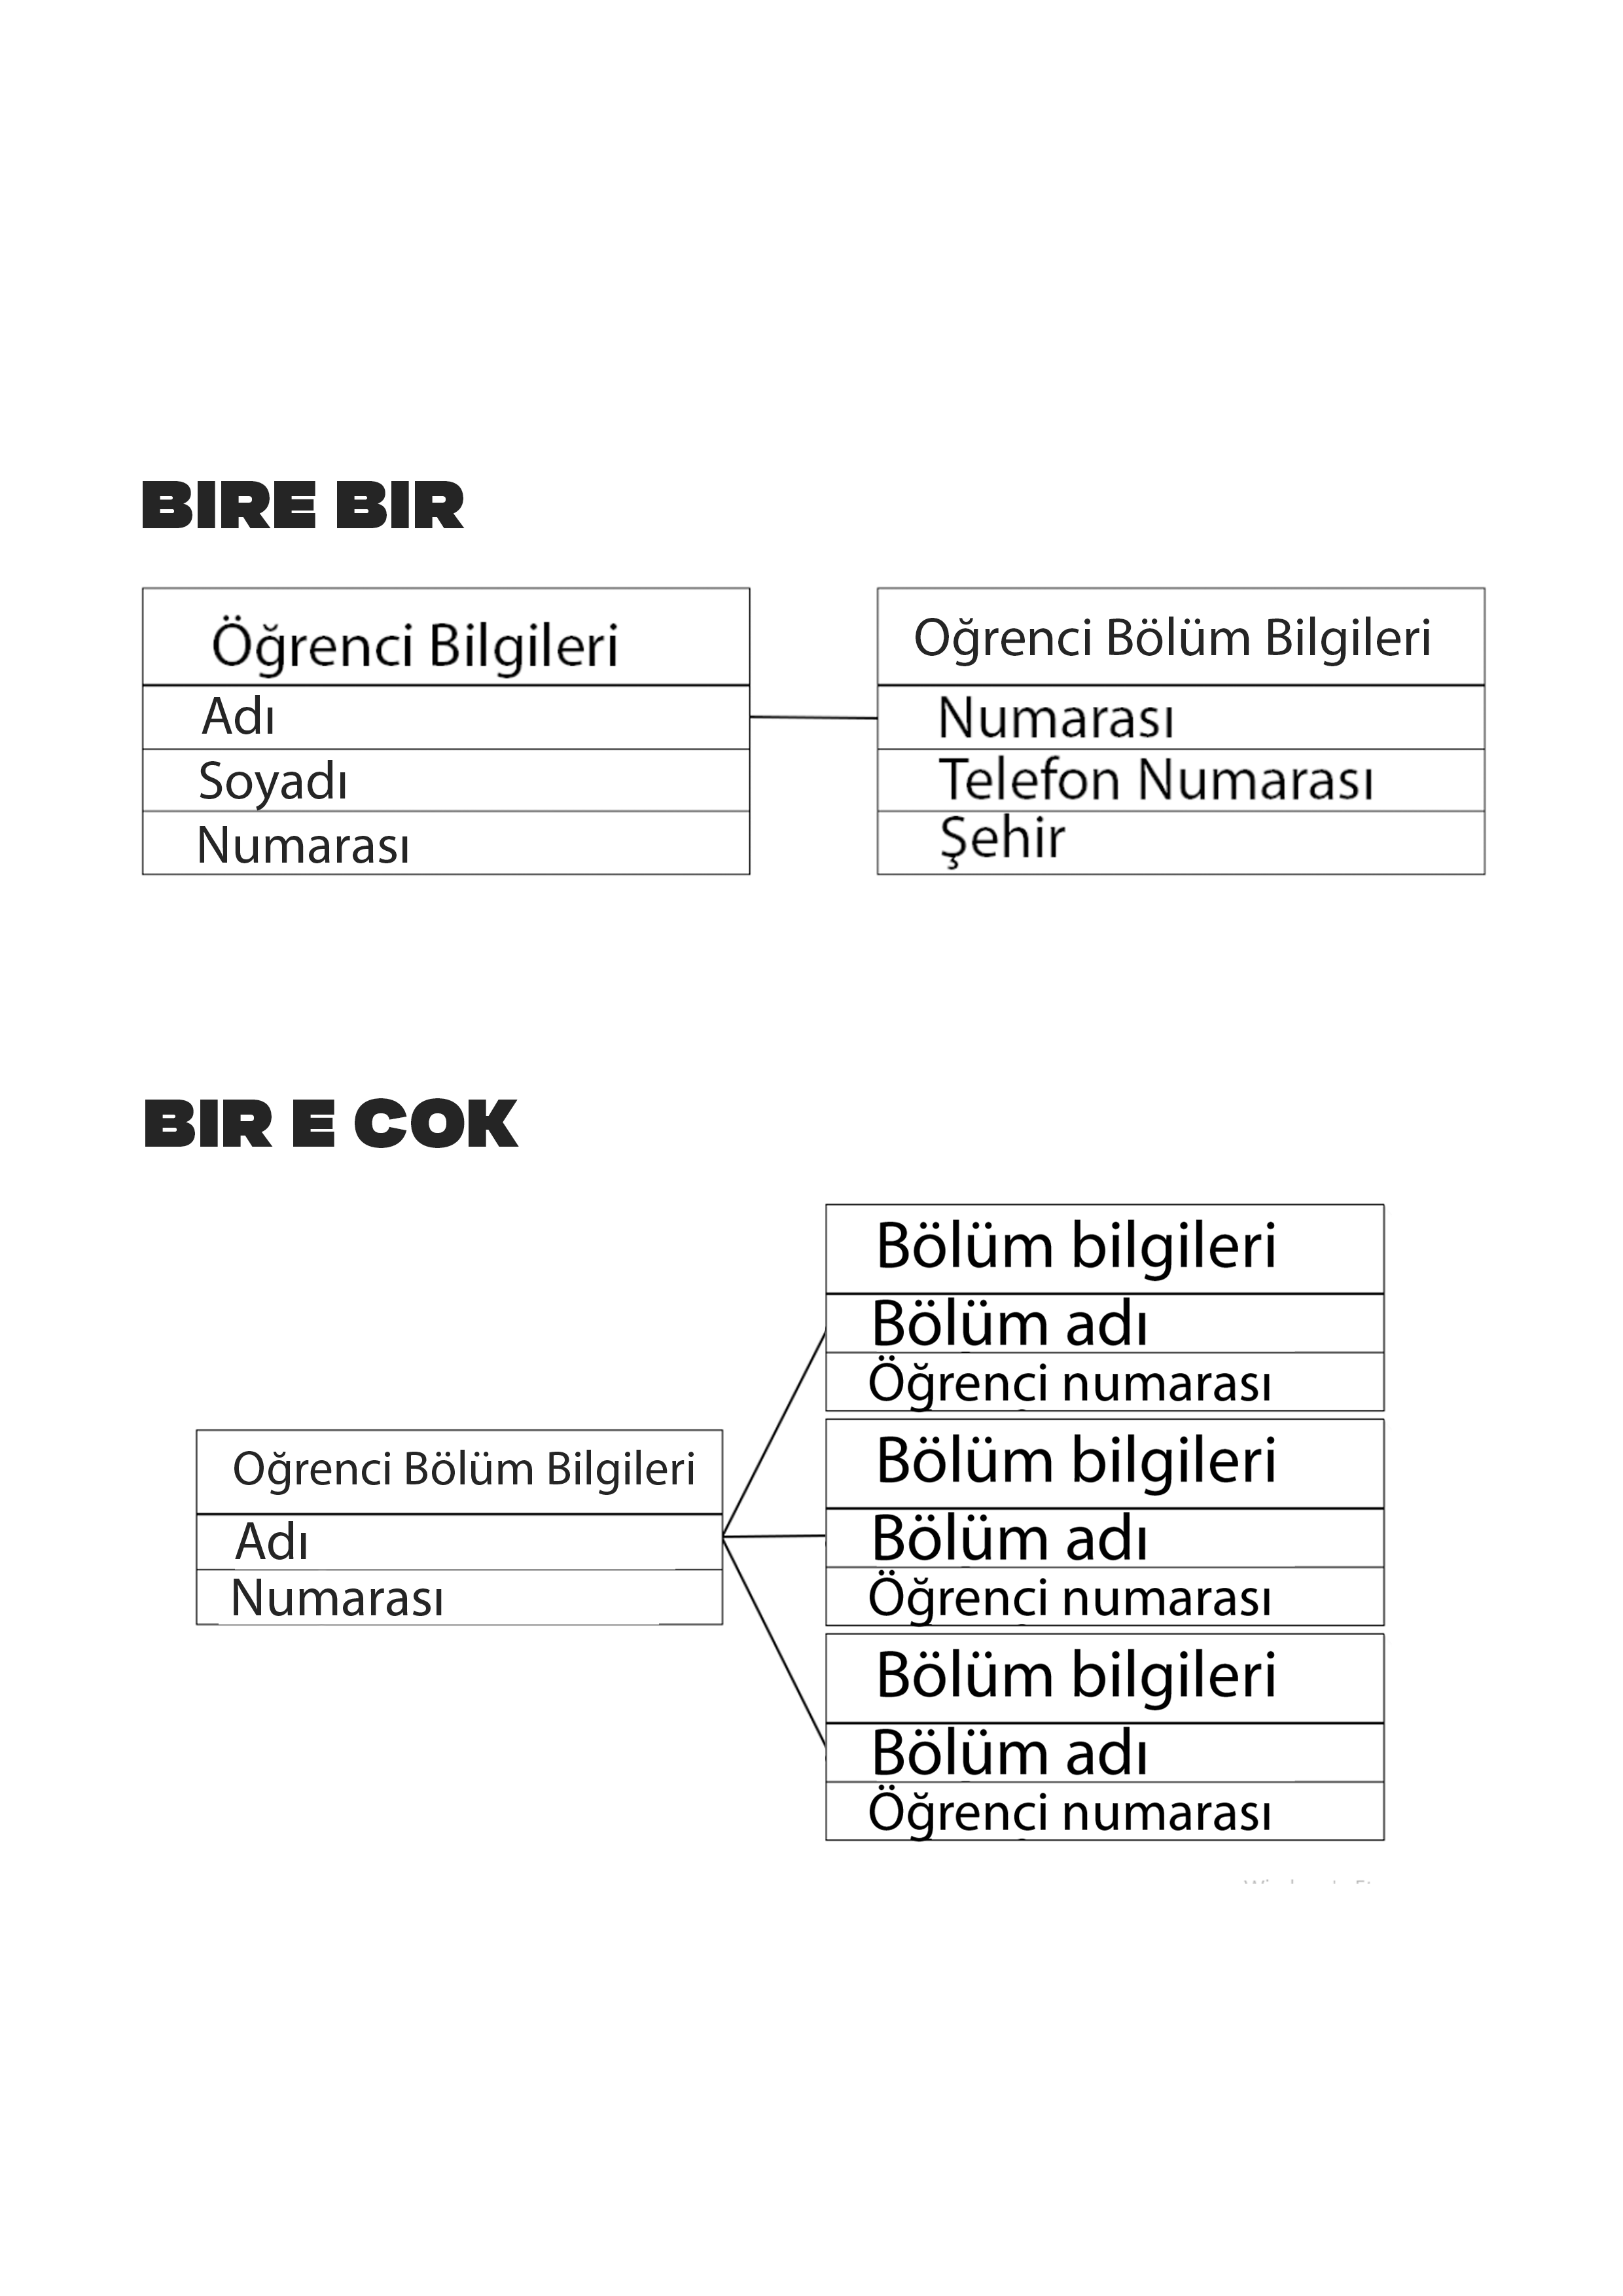 BIRE BIR
Öğrenci Bilgileri
Adı
Soyadı
Numarası
Oğrenci Bölüm Bilgileri
Numarası
Telefon Numarası
Şehir
BIR E COK
Oğrenci Bölüm Bilgileri
Adı
Numarası
Bölüm bilgileri
Bölüm adı
Öğrenci numarası
Bölüm bilgileri
Bölüm adı
Öğrenci numarası
Bölüm bilgileri
Bölüm adı
Öğrenci numarası